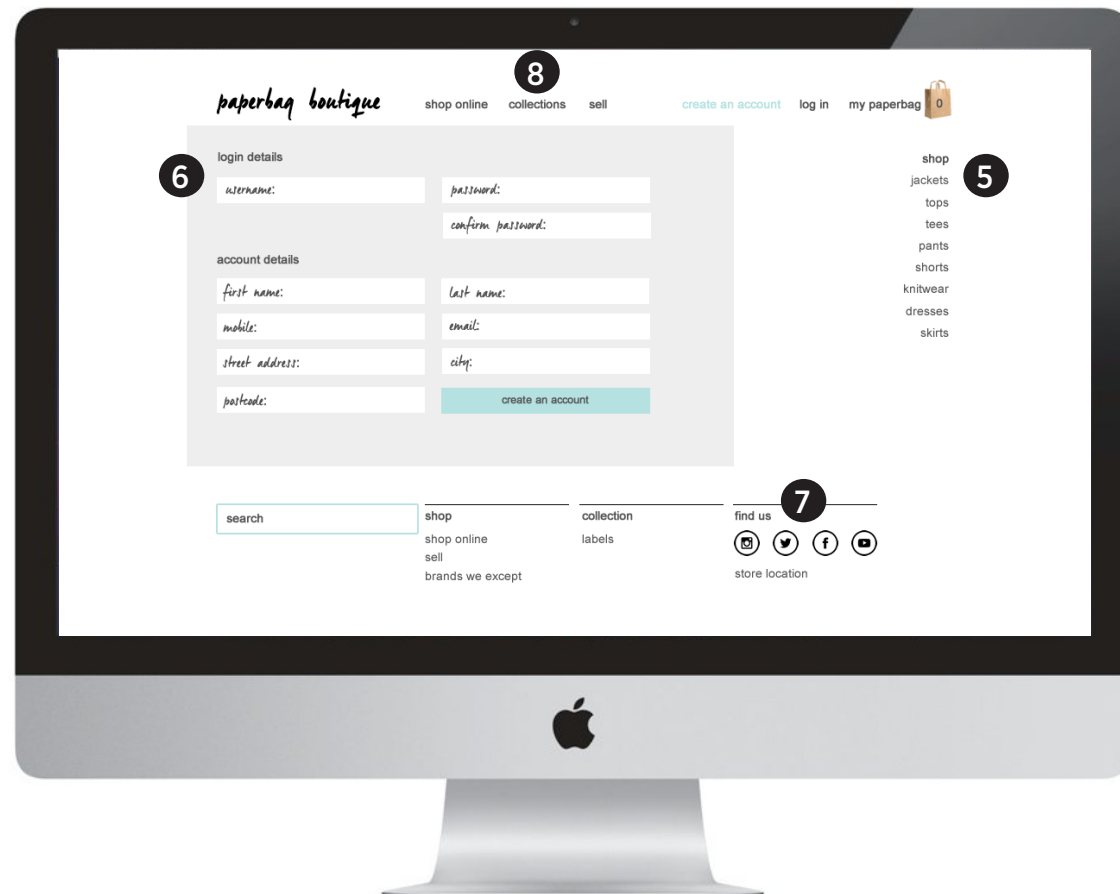 8
paperbag boutique shop online collections sell create an account log in my paperbag 0
6
login details
username: password:
confirm password:
account details
first name: last name:
mobile: email:
street address: city:
postcode: create an account
5
shop
jackets
tops
tees
pants
shorts
knitwear
dresses
skirts
7
search
shop
shop online
sell
brands we except
collection
labels
find us
store location